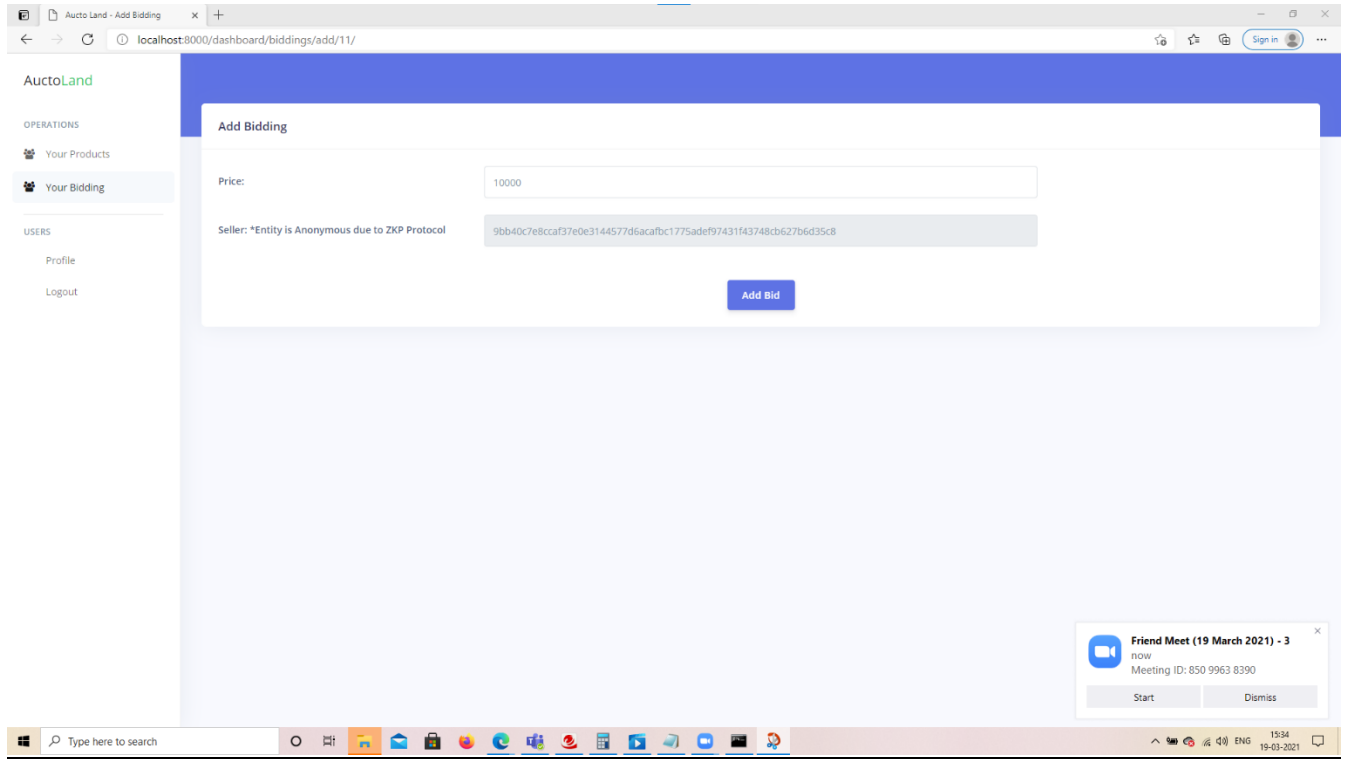 Aucto Land - Add Bidding
localhost:8000/dashboard/biddings/add/11/
Sign in
AuctoLand
OPERATIONS
Your Products
Your Bidding
USERS
Profile
Logout
Add Bidding
Price:
10000
Seller: *Entity is Anonymous due to ZKP Protocol
9bb40c7e8ccaf37e0e3144577d6acafbc1775adef97431f43748cb627b6d35c8
Add Bid
Friend Meet (19 March 2021) - 3
now
Meeting ID: 850 9963 8390
Start
Dismiss
Type here to search
ENG
15:34
19-03-2021